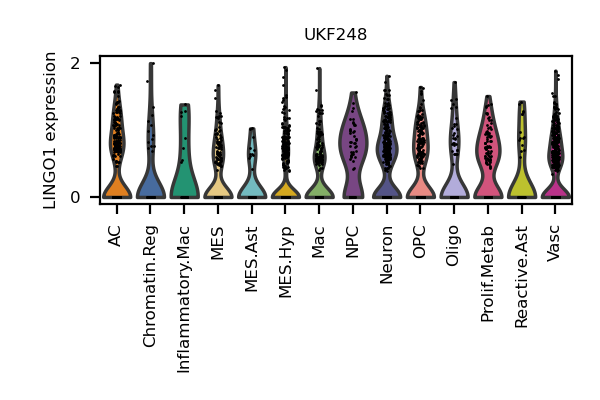 UKF248
LINGO1 expression
2
0
AC
Chromatin.Reg
Inflammatory.Mac
MES
MES.Ast
MES.Hyp
Mac
NPC
Neuron
OPC
Oligo
Prolif.Metab
Reactive.Ast
Vasc